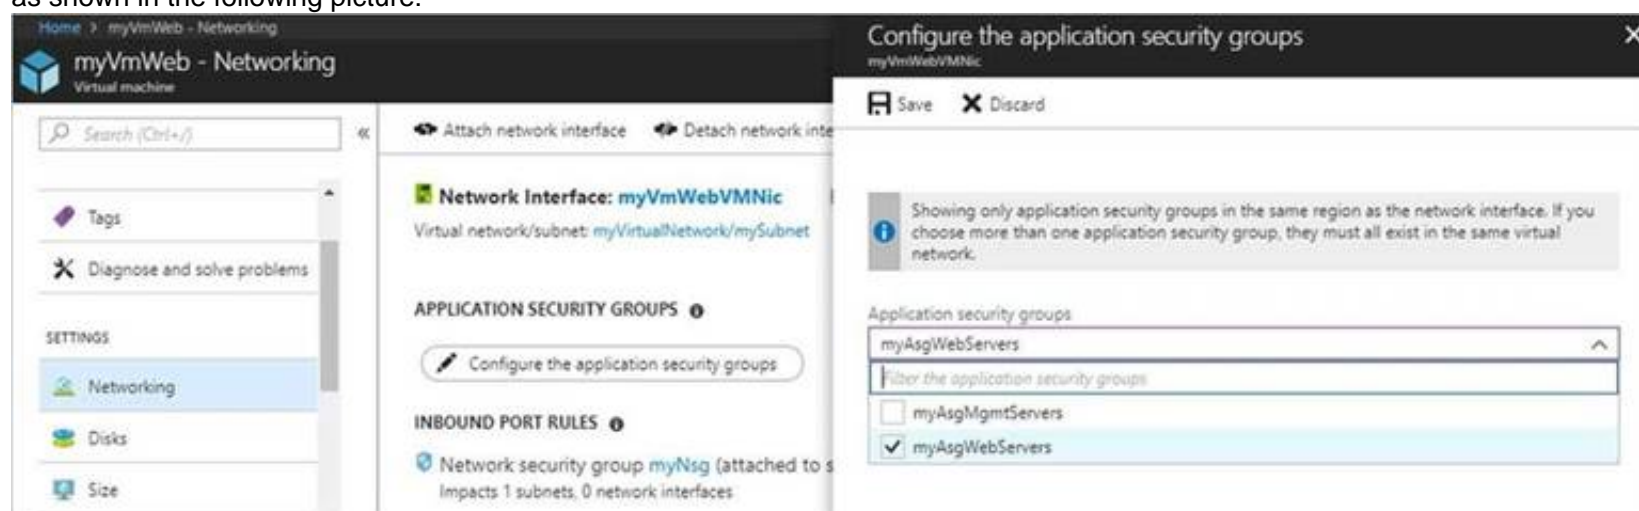 as shown in the following picture.
Home > myVmWeb - Networking
myVmWeb - Networking
Virtual machine
Search (Ctrl+/)
«
Tags
Diagnose and solve problems
SETTINGS
Networking
Disks
Size
Attach network interface Detach network inte
Network Interface: myVmWebVMNic
Virtual network/subnet: myVirtualNetwork/mySubnet
APPLICATION SECURITY GROUPS
Configure the application security groups
INBOUND PORT RULES
Network security group myNsg (attached to s
Impacts 1 subnets, 0 network interfaces
Configure the application security groups
myVmWebVMNic
Save Discard
Showing only application security groups in the same region as the network interface. If you
choose more than one application security group, they must all exist in the same virtual
network.
Application security groups
myAsgWebServers
Filter the application security groups
myAsgMgmtServers
myAsgWebServers